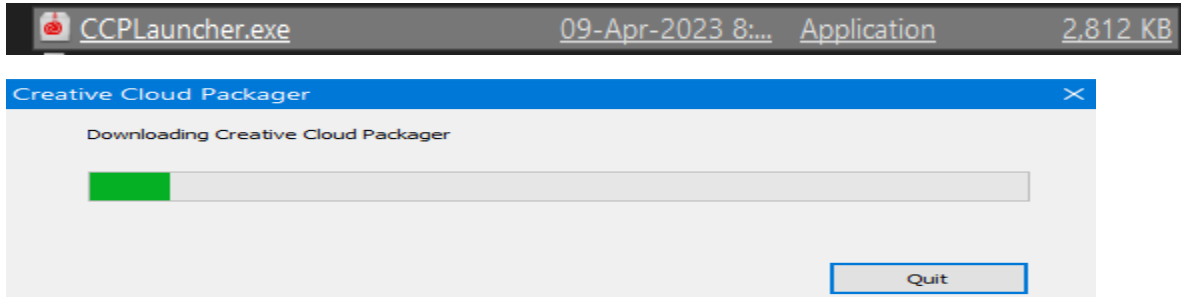 CCPLauncher.exe 09-Apr-2023 8:... Application 2,812 KB
Creative Cloud Packager
Downloading Creative Cloud Packager
Quit